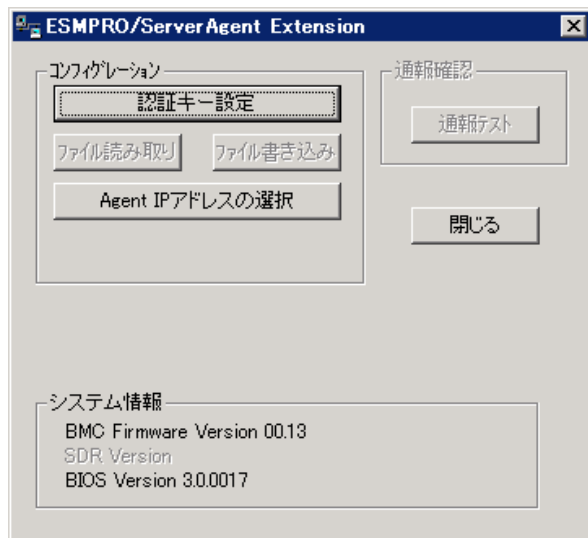 ESMPRO/ServerAgent Extension
コンフィグレーション
認証キー設定
ファイル読み取り ファイル書き込み
Agent IPアドレスの選択
通報確認
通報テスト
閉じる
システム情報
BMC Firmware Version 00.13
SDR Version
BIOS Version 3.0.0017